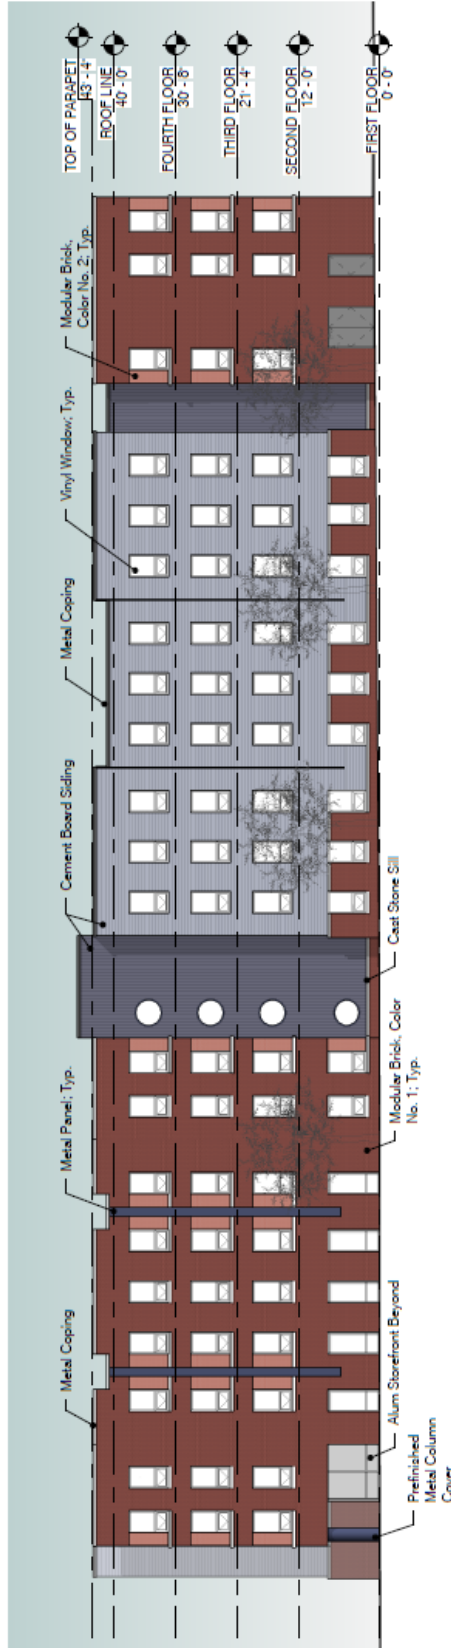 Metal Coping
Metal Panel; Typ.
Cement Board Siding
Metal Coping
Vinyl Window; Typ.
Modular Brick,
Color No. 2; Typ.
TOP OF PARAPET
43' - 4"
ROOF LINE
40' - 0"
FOURTH FLOOR
30' - 8"
THIRD FLOOR
21' - 4"
SECOND FLOOR
12' - 0"
FIRST FLOOR
0' - 0"
Prefinished
Metal Column
Cover
Alum Storefront Beyond
Modular Brick, Color
No. 1; Typ.
Cast Stone Sill